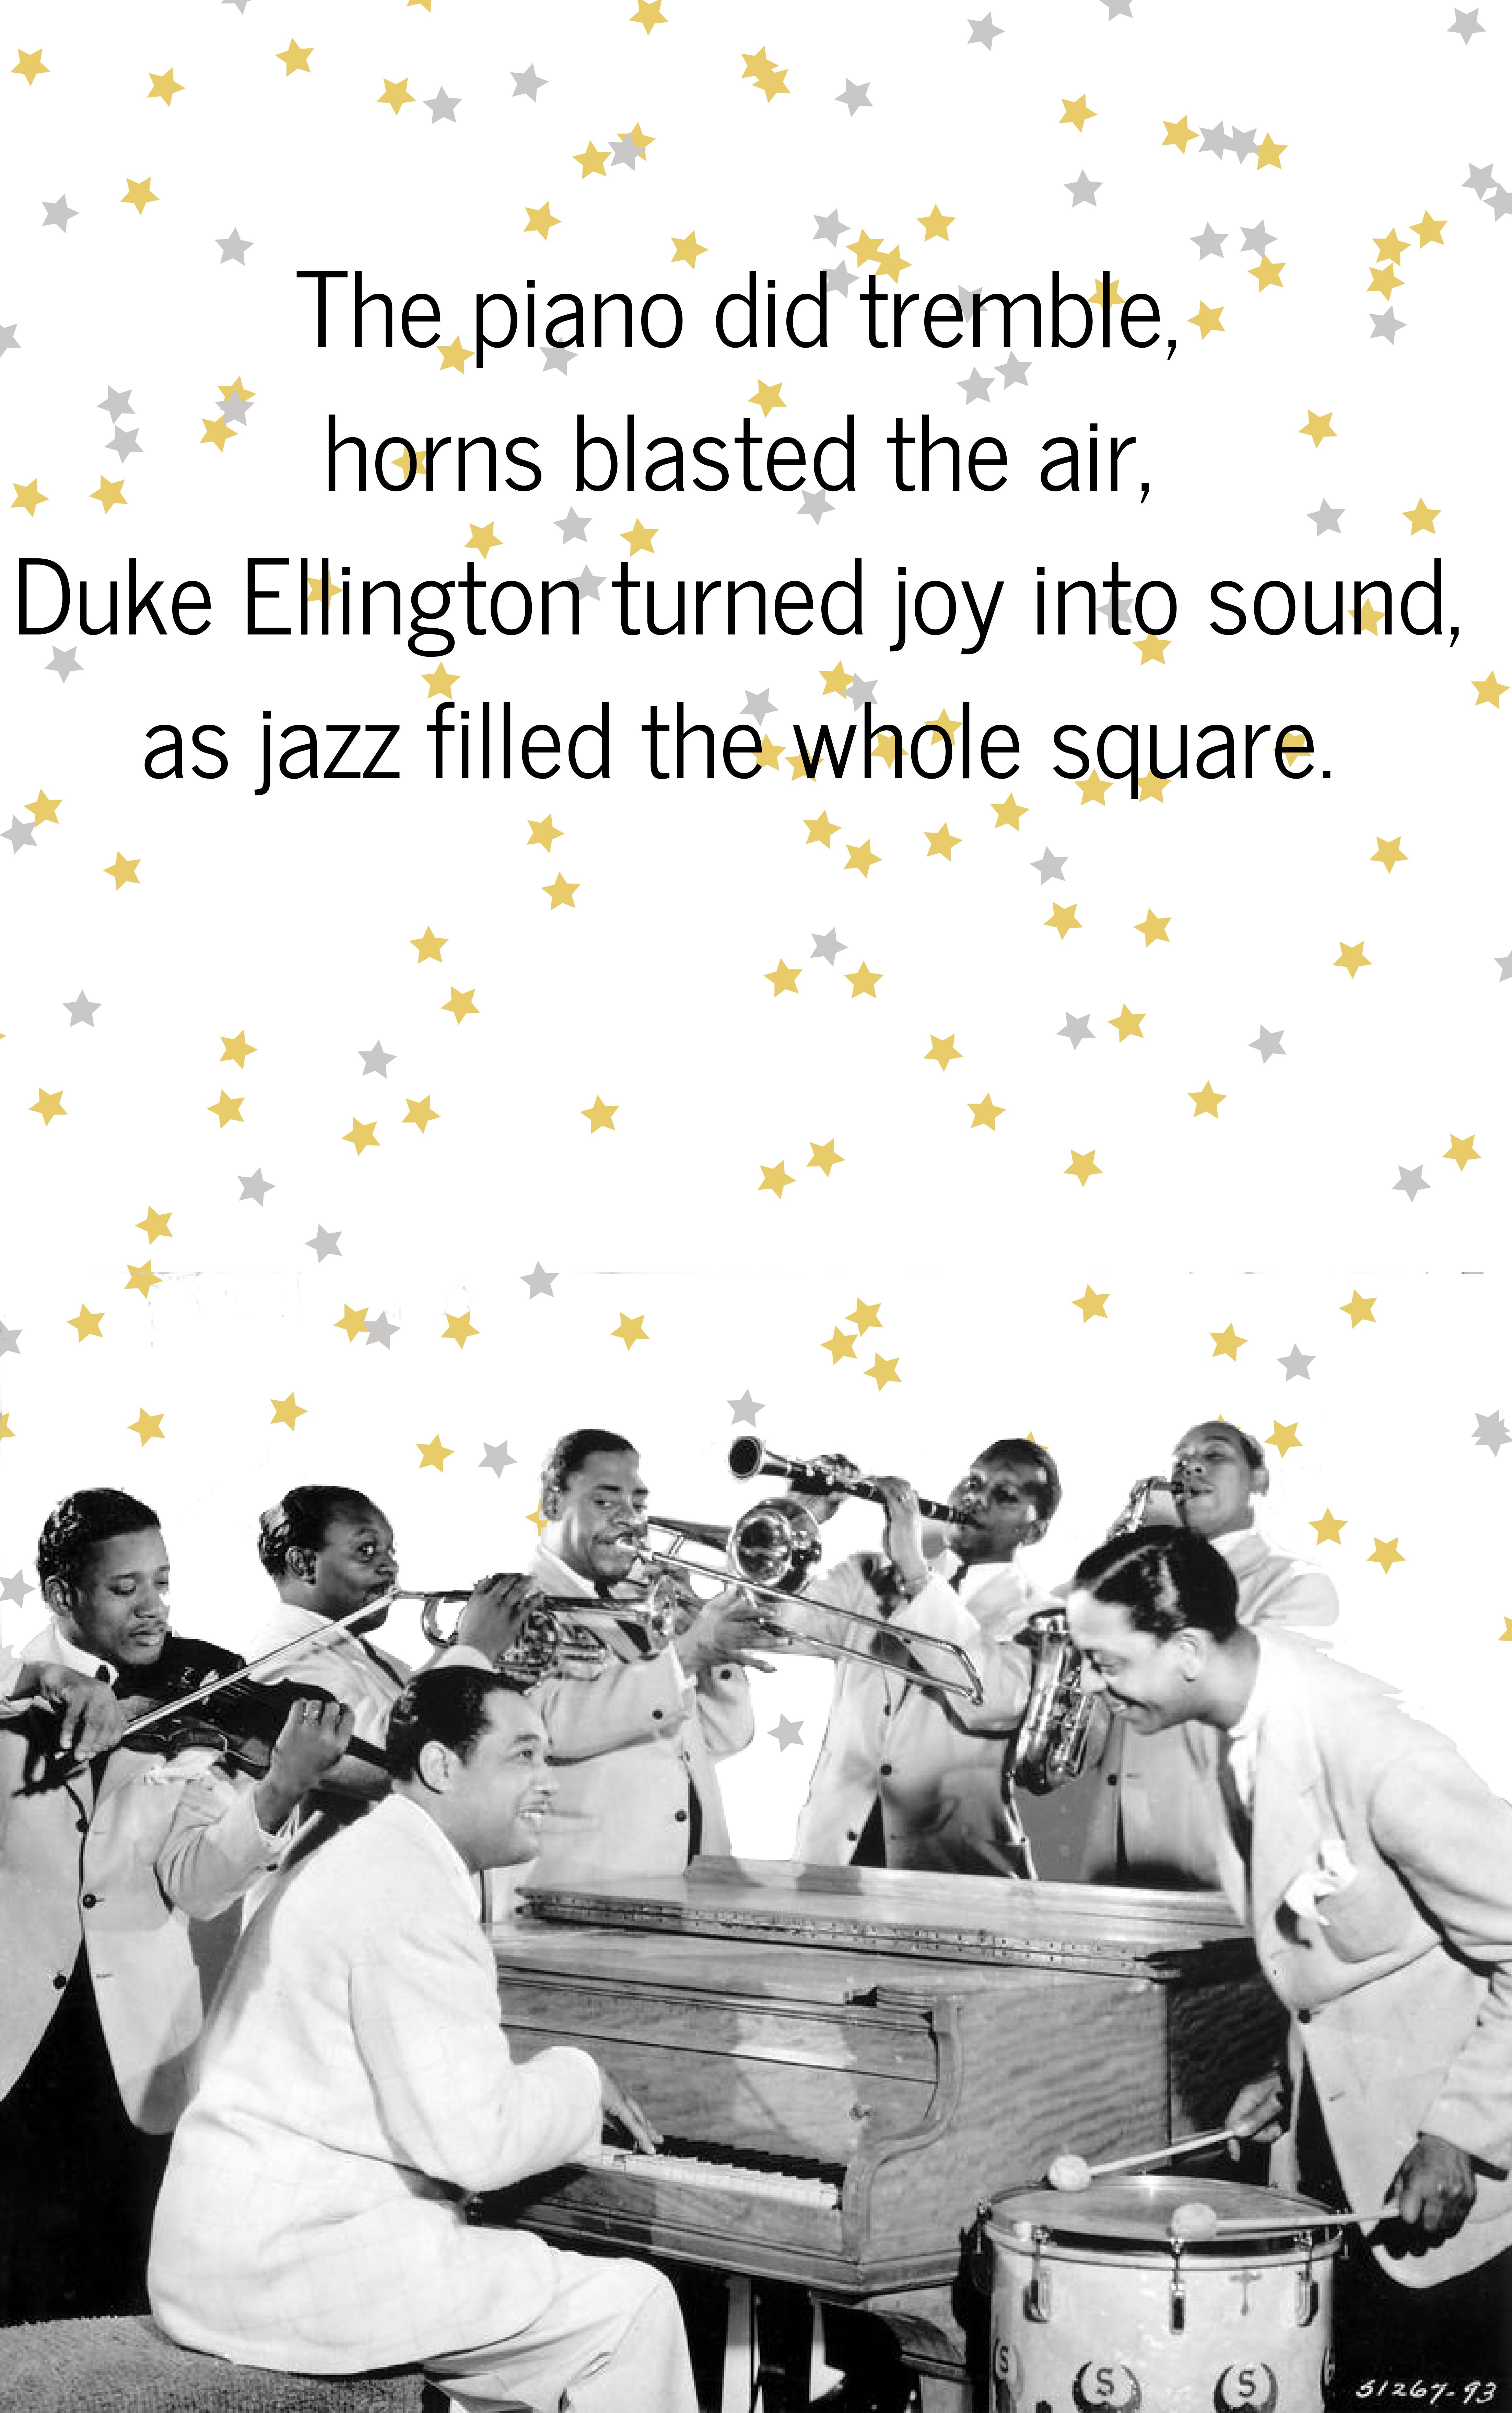 The piano did tremble,
horns blasted the air,
Duke Ellington turned joy into sound,
as jazz filled the whole square.
S S S
S1267-93